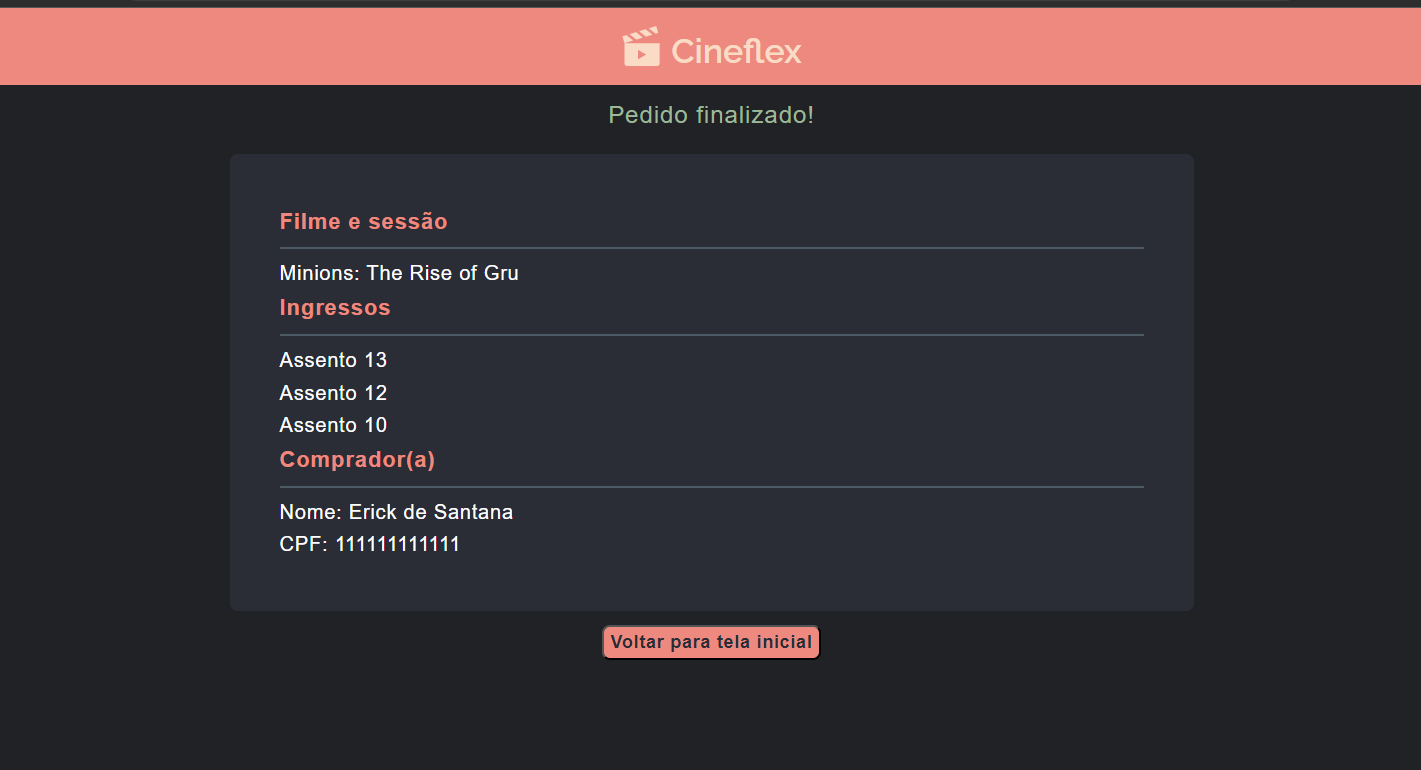 Cineflex
Pedido finalizado!
Filme e sessão
Minions: The Rise of Gru
Ingressos
Assento 13
Assento 12
Assento 10
Comprador(a)
Nome: Erick de Santana
CPF: 111111111111
Voltar para tela inicial